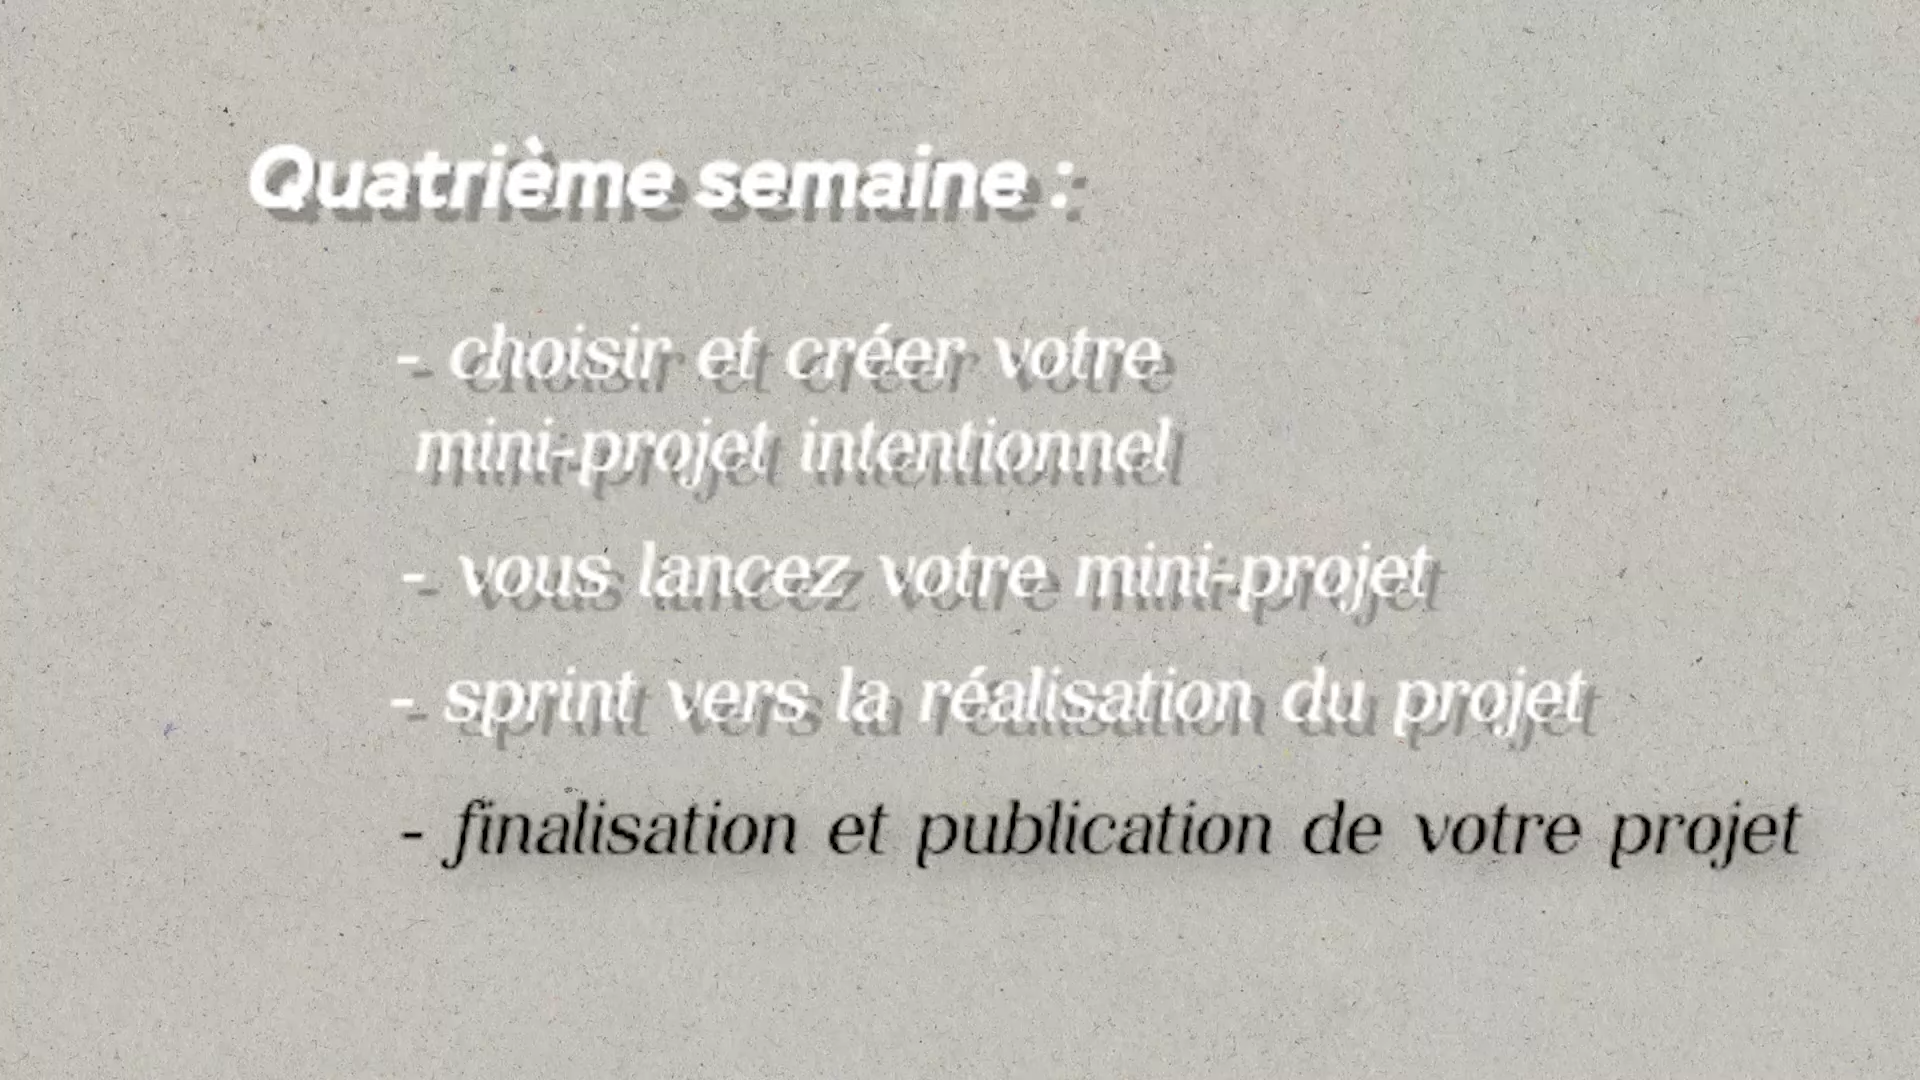 Quatrième semaine :
- choisir et créer votre
mini-projet intentionnel
- vous lancez votre mini-projet
- sprint vers la réalisation du projet
- finalisation et publication de votre projet